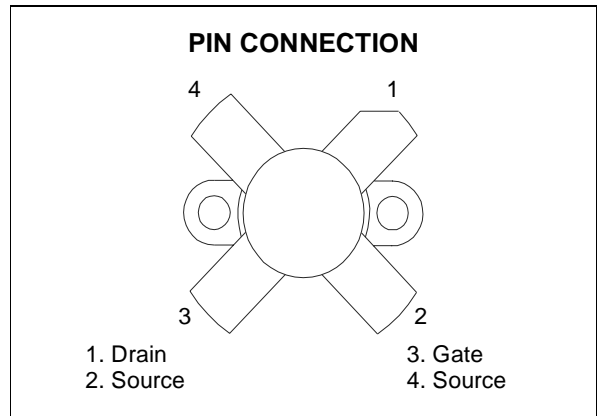 PIN CONNECTION
4
1
3
2
1. Drain
2. Source
3. Gate
4. Source